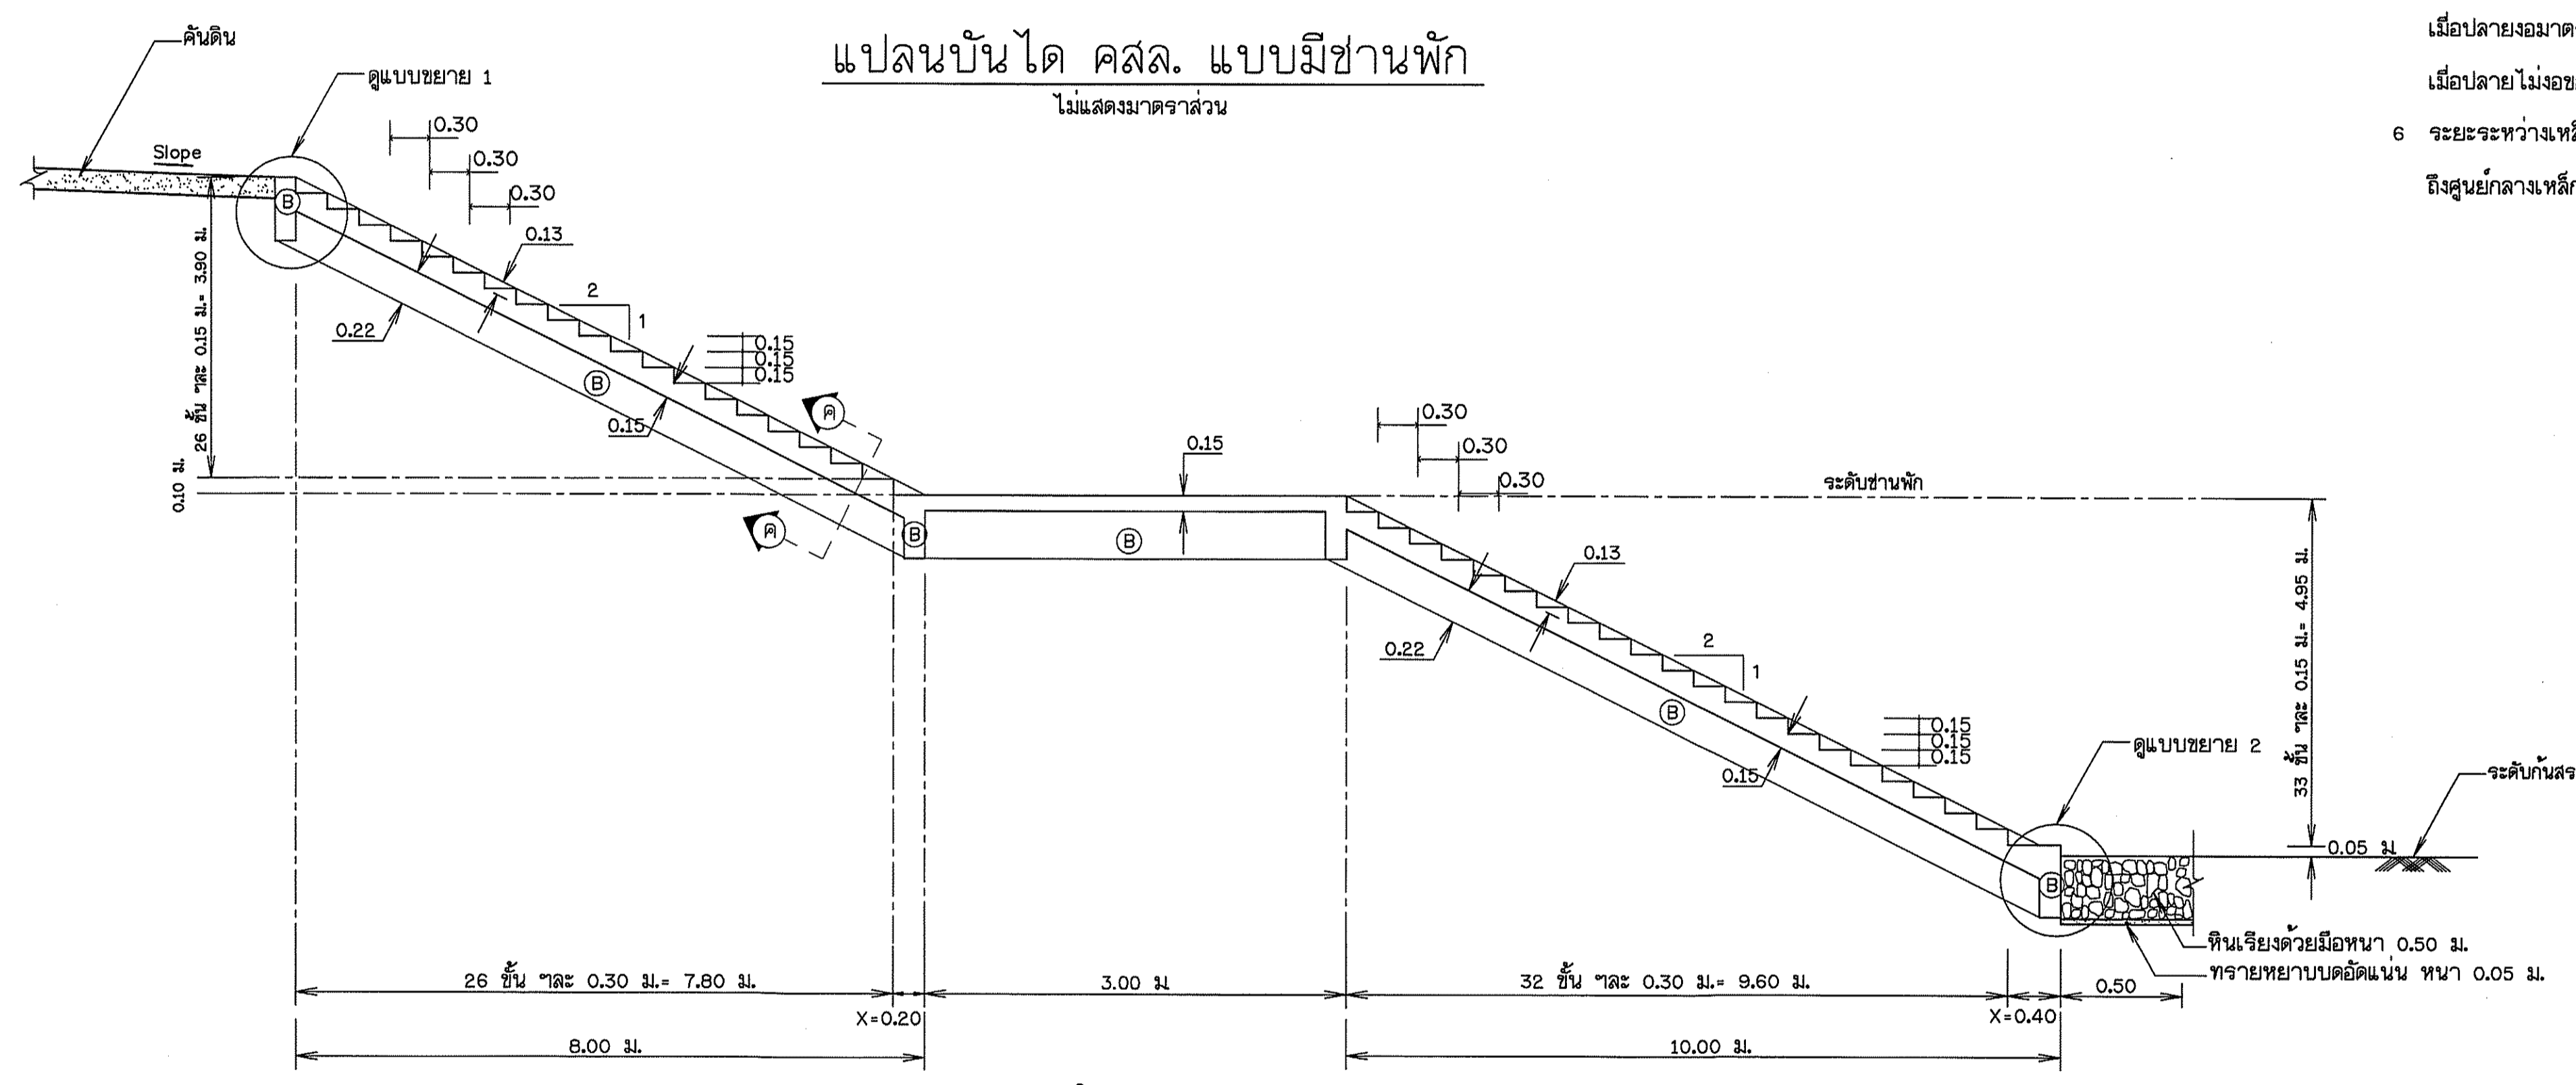 แปลนบันได คสล. แบบมีชานพัก
ไม่แสดงมาตราส่วน
คันดิน
ดูแบบขยาย 1
Slope
B
0.30
0.30
0.30
0.13
2
1
0.22
0.15
0.15
0.15
B
0.15
26 ขั้น ๆละ 0.15 ม.= 3.90 ม.
0.10 ม.
ค
ค
B
B
0.15
0.30
0.30
0.30
ระดับชานพัก
0.13
2
1
0.22
0.15
0.15
0.15
B
0.15
33 ขั้น ๆละ 0.15 ม.= 4.95 ม.
ดูแบบขยาย 2
ระดับก้นสร
0.05 ม
B
หินเรียงด้วยมือหนา 0.50 ม.
ทรายหยาบบดอัดแน่น หนา 0.05 ม.
26 ขั้น ๆละ 0.30 ม.= 7.80 ม.
X=0.20
3.00 ม
32 ขั้น ๆละ 0.30 ม.= 9.60 ม.
X=0.40
0.50
8.00 ม.
10.00 ม.
เมื่อปลายงอมาต
เมื่อปลายไม่งอข
6 ระยะระหว่างเหล็
ถึงศูนย์กลางเหล็ก